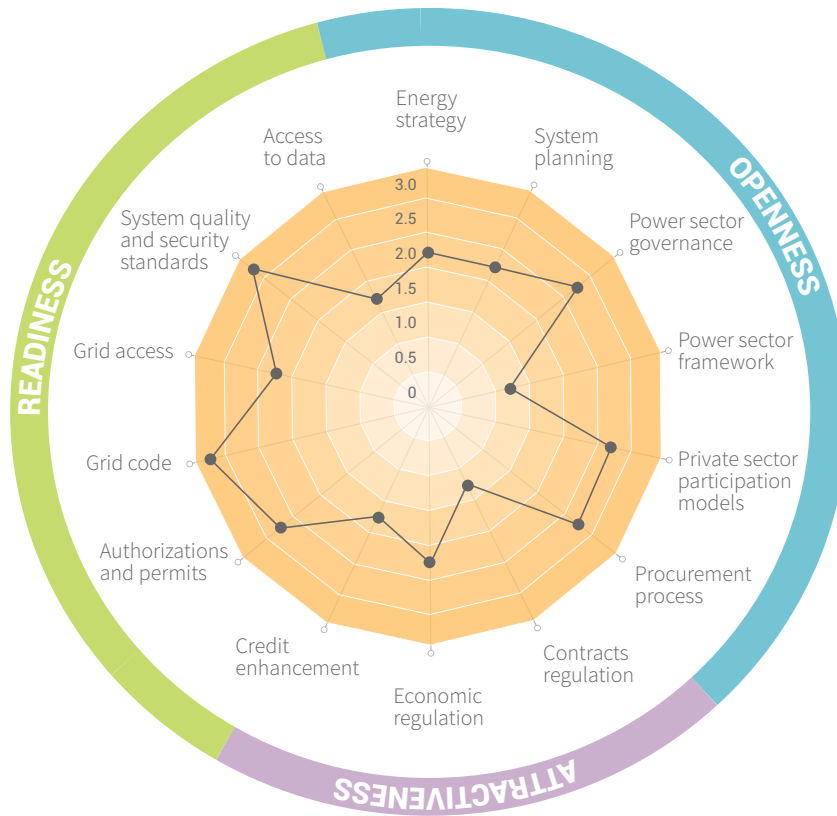 Energy
strategy
System
planning
Power sector
governance
Power sector
framework
Private sector
participation
models
Procurement
process
Contracts
regulation
Economic
regulation
Credit
enhancement
Authorizations
and permits
Grid code
Grid access
System quality
and security
standards
Access
to data
3.0
2.5
2.0
1.5
1.0
0.5
0
OPENNESS
ATTRACTIVENESS
READINESS